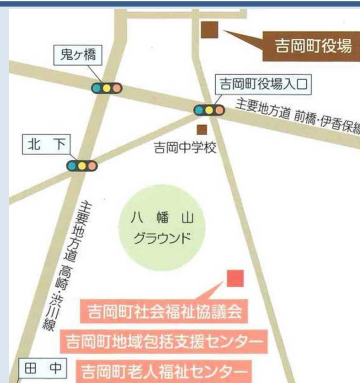 吉岡町役場
鬼ヶ橋
吉岡町役場入口
主要地方道 前橋・伊香保線
北 下
吉岡中学校
八 幡 山
グラウンド
主要地方道 高崎・渋川線
吉岡町社会福祉協議会
吉岡町地域包括支援センター
田 中
吉岡町老人福祉センター